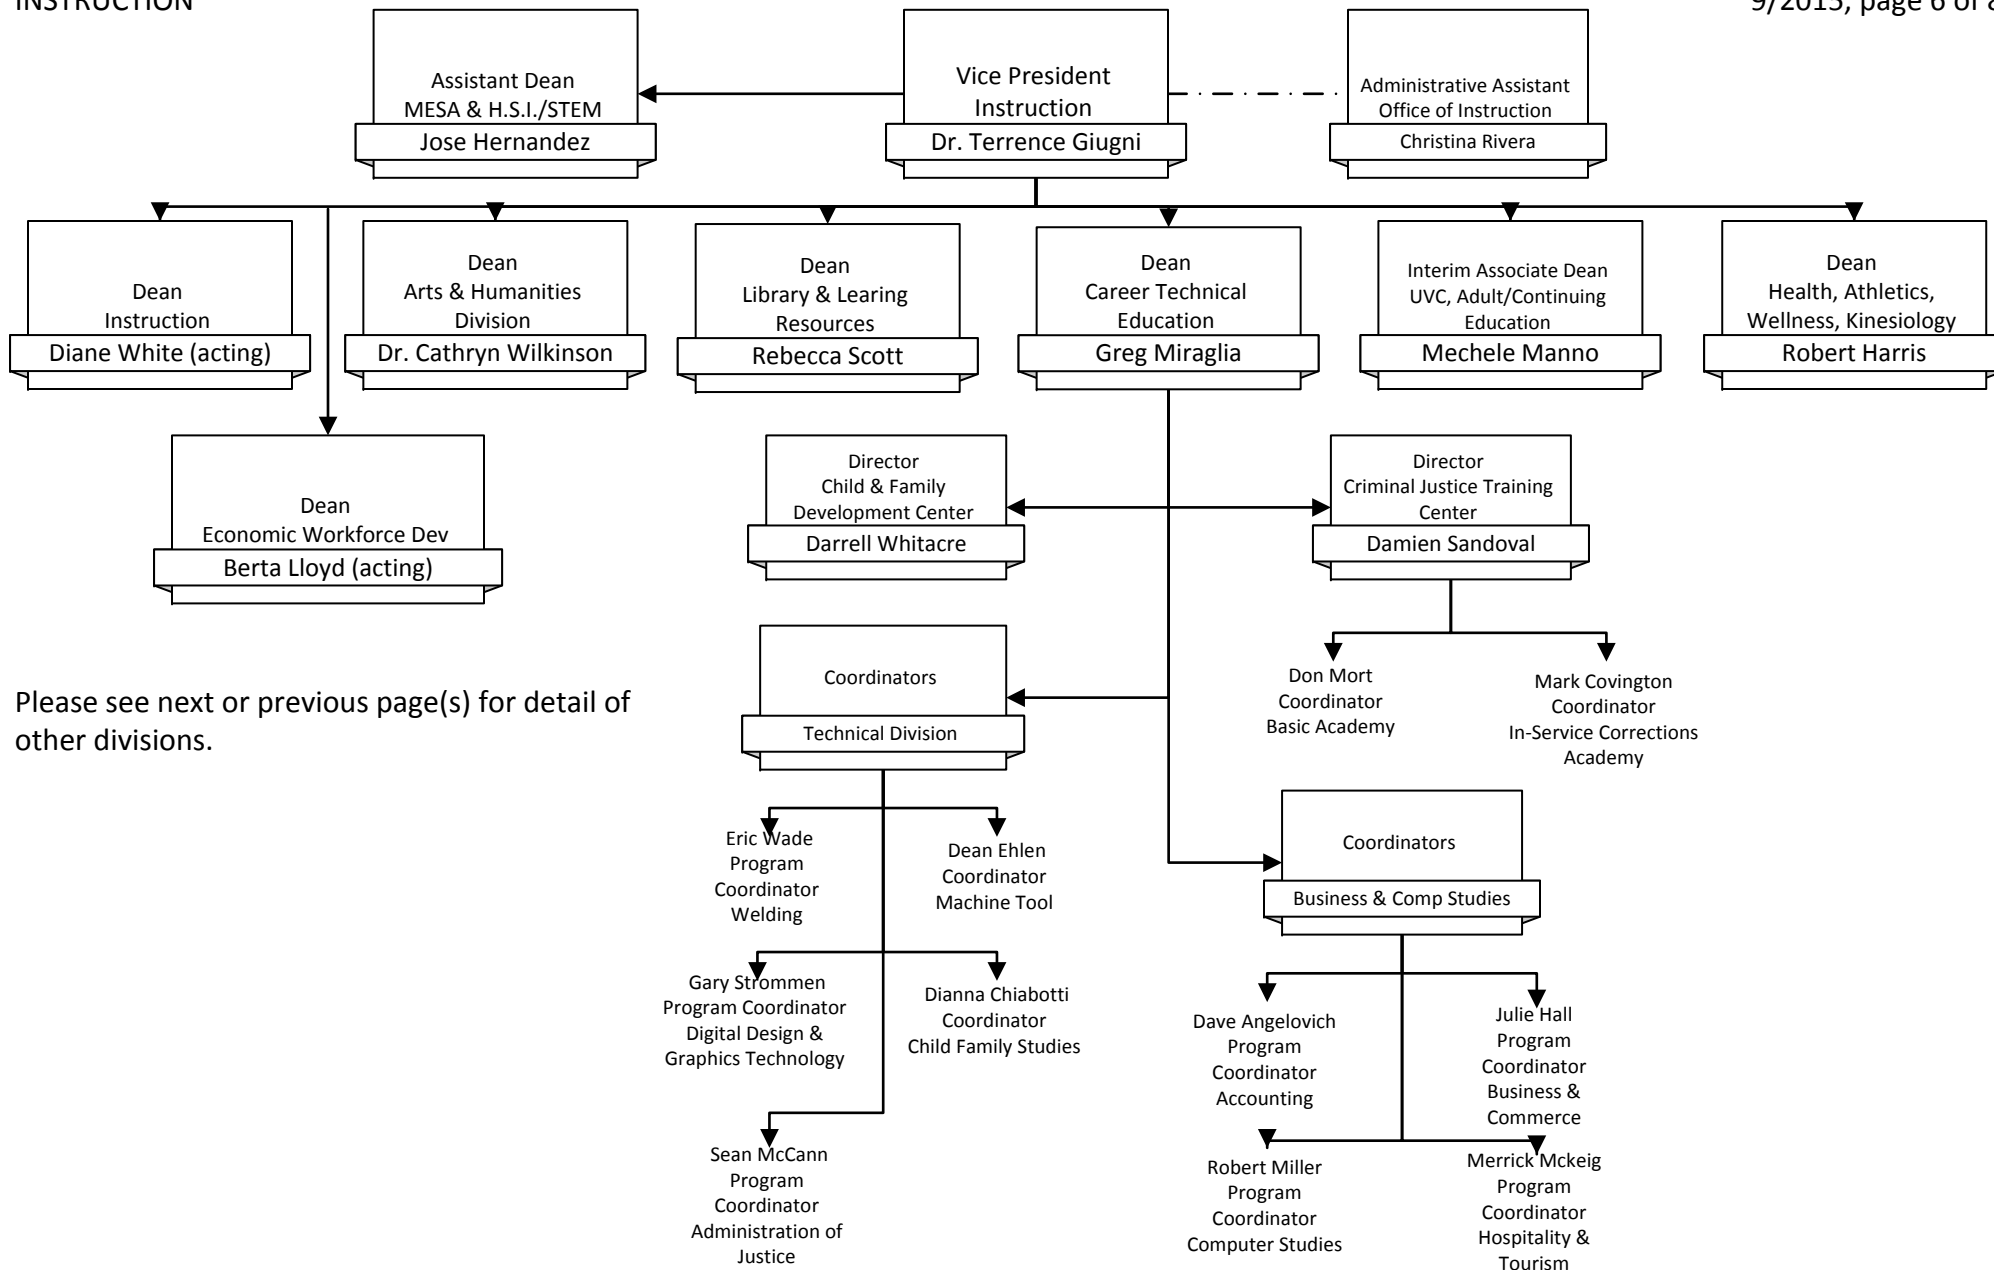 INSTRUCTION
9/2015, page 6 of
Assistant Dean
MESA & H.S.I./STEM
Jose Hernandez
Vice President
Instruction
Dr. Terrence Giugni
Administrative Assistant
Office of Instruction
Christina Rivera
Dean
Instruction
Diane White (acting)
Dean
Arts & Humanities
Division
Dr. Cathryn Wilkinson
Dean
Library & Learing
Resources
Rebecca Scott
Dean
Career Technical
Education
Greg Miraglia
Interim Associate Dean
UVC, Adult/Continuing
Education
Mechele Manno
Dean
Health, Athletics,
Wellness, Kinesiology
Robert Harris
Dean
Economic Workforce Dev
Berta Lloyd (acting)
Director
Child & Family
Development Center
Darrell Whitacre
Director
Criminal Justice Training
Center
Damien Sandoval
Don Mort
Coordinator
Basic Academy
Mark Covington
Coordinator
In-Service Corrections
Academy
Please see next or previous page(s) for detail of
other divisions.
Coordinators
Technical Division
Eric Wade
Program
Coordinator
Welding
Dean Ehlen
Coordinator
Machine Tool
Gary Strommen
Program Coordinator
Digital Design &
Graphics Technology
Dianna Chiabotti
Coordinator
Child Family Studies
Sean McCann
Program
Coordinator
Administration of
Justice
Coordinators
Business & Comp Studies
Dave Angelovich
Program
Coordinator
Accounting
Julie Hall
Program
Coordinator
Business &
Commerce
Robert Miller
Program
Coordinator
Computer Studies
Merrick Mckeig
Program
Coordinator
Hospitality &
Tourism